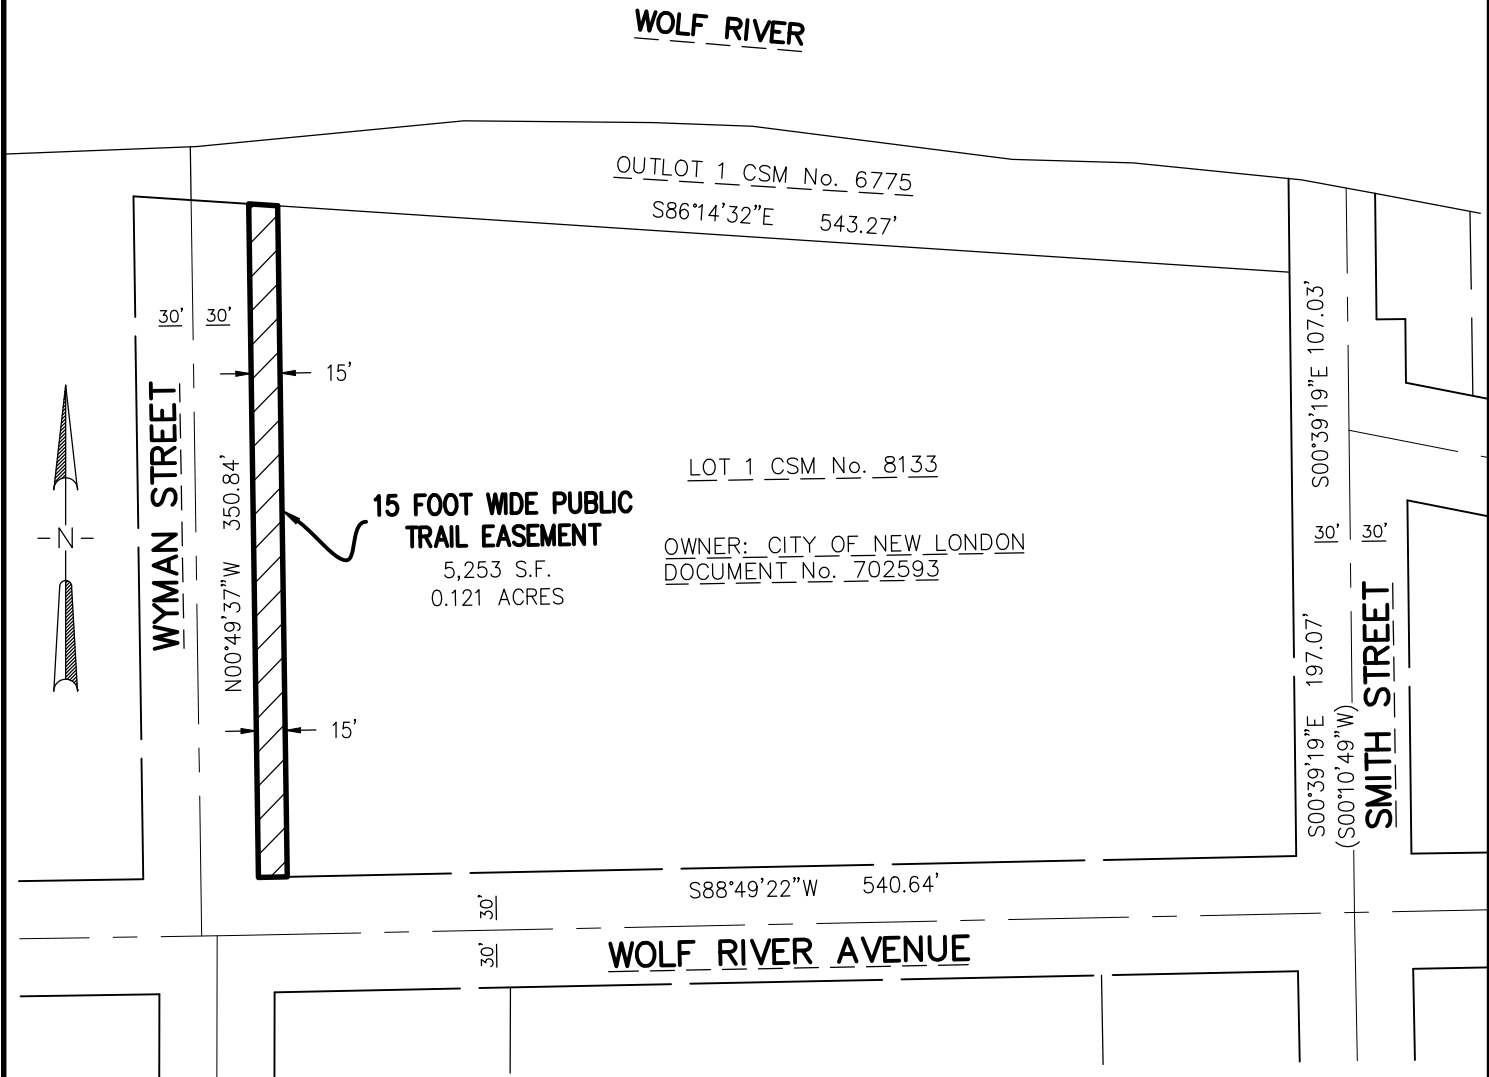 WOLF RIVER
OUTLOT 1 CSM No. 6775
S86°14'32"E 543.27'
30' 30'
15'
WYMAN STREET
N00°49'37"W 350.84'
-N-
15 FOOT WIDE PUBLIC
TRAIL EASEMENT
5,253 S.F.
0.121 ACRES
15'
LOT 1 CSM No. 8133
OWNER: CITY OF NEW LONDON
DOCUMENT No. 702593
S00°39'19"E 107.03'
30' 30'
S00°39'19"E 197.07'
(S00°10'49"W)
SMITH STREET
S88°49'22"W 540.64'
30'
30'
WOLF RIVER AVENUE